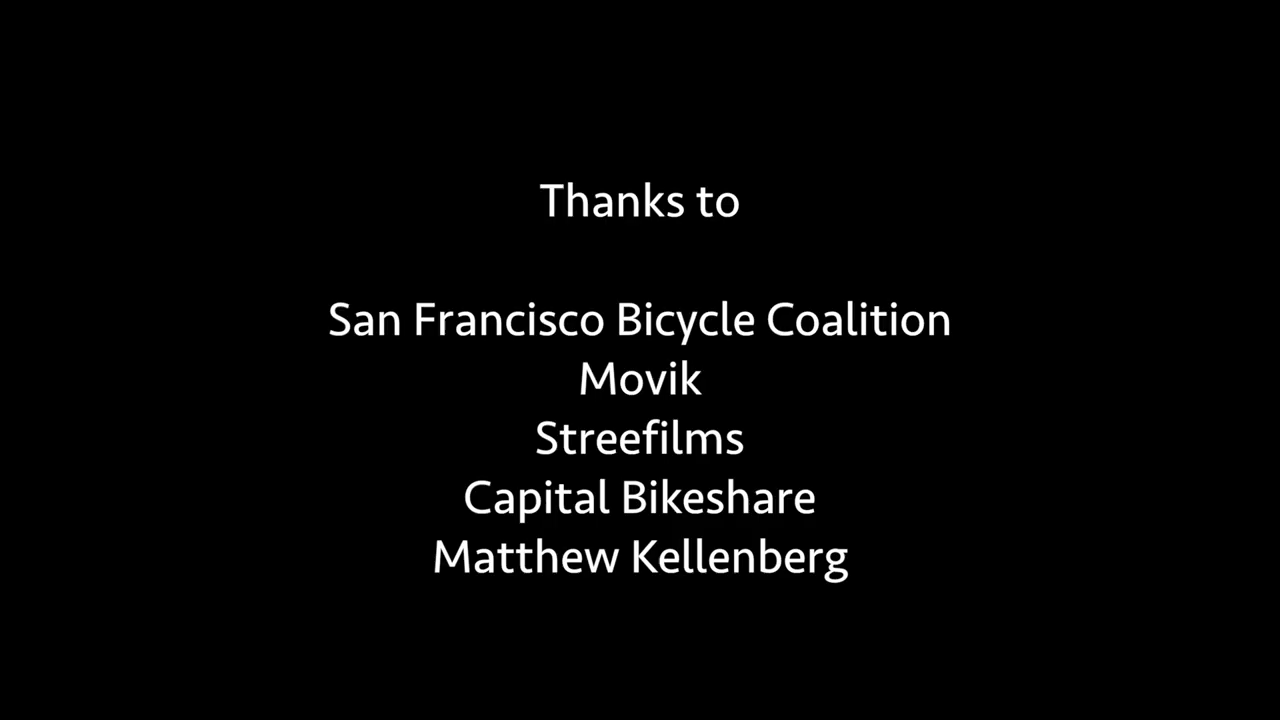 Thanks to
San Francisco Bicycle Coalition
Movik
Streefilms
Capital Bikeshare
Matthew Kellenberg